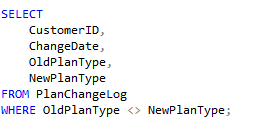 SELECT
    CustomerID,
    ChangeDate,
    OldPlanType,
    NewPlanType
FROM PlanChangeLog
WHERE OldPlanType <> NewPlanType;